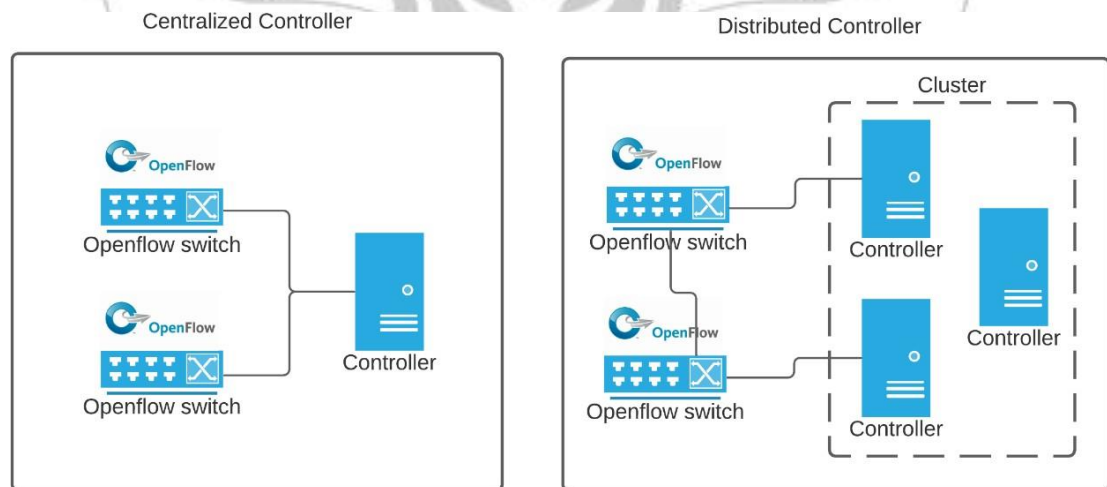 Centralized Controller
OpenFlow
Openflow switch
OpenFlow
Openflow switch
Controller
Distributed Controller
Cluster
OpenFlow
Openflow switch
Controller
OpenFlow
Openflow switch
Controller
Controller